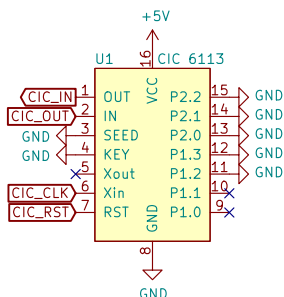 +5V
U1 CIC 6113
16
VCC
CIC_IN 1 OUT P2.2 15 GND
CIC_OUT 2 IN P2.1 14 GND
GND 3 SEED P2.0 13 GND
GND 4 KEY P1.3 12 GND
5 Xout P1.2 11 GND
CIC_CLK 6 Xin P1.1 10
CIC_RST 7 RST P1.0 9
GND
8
GND